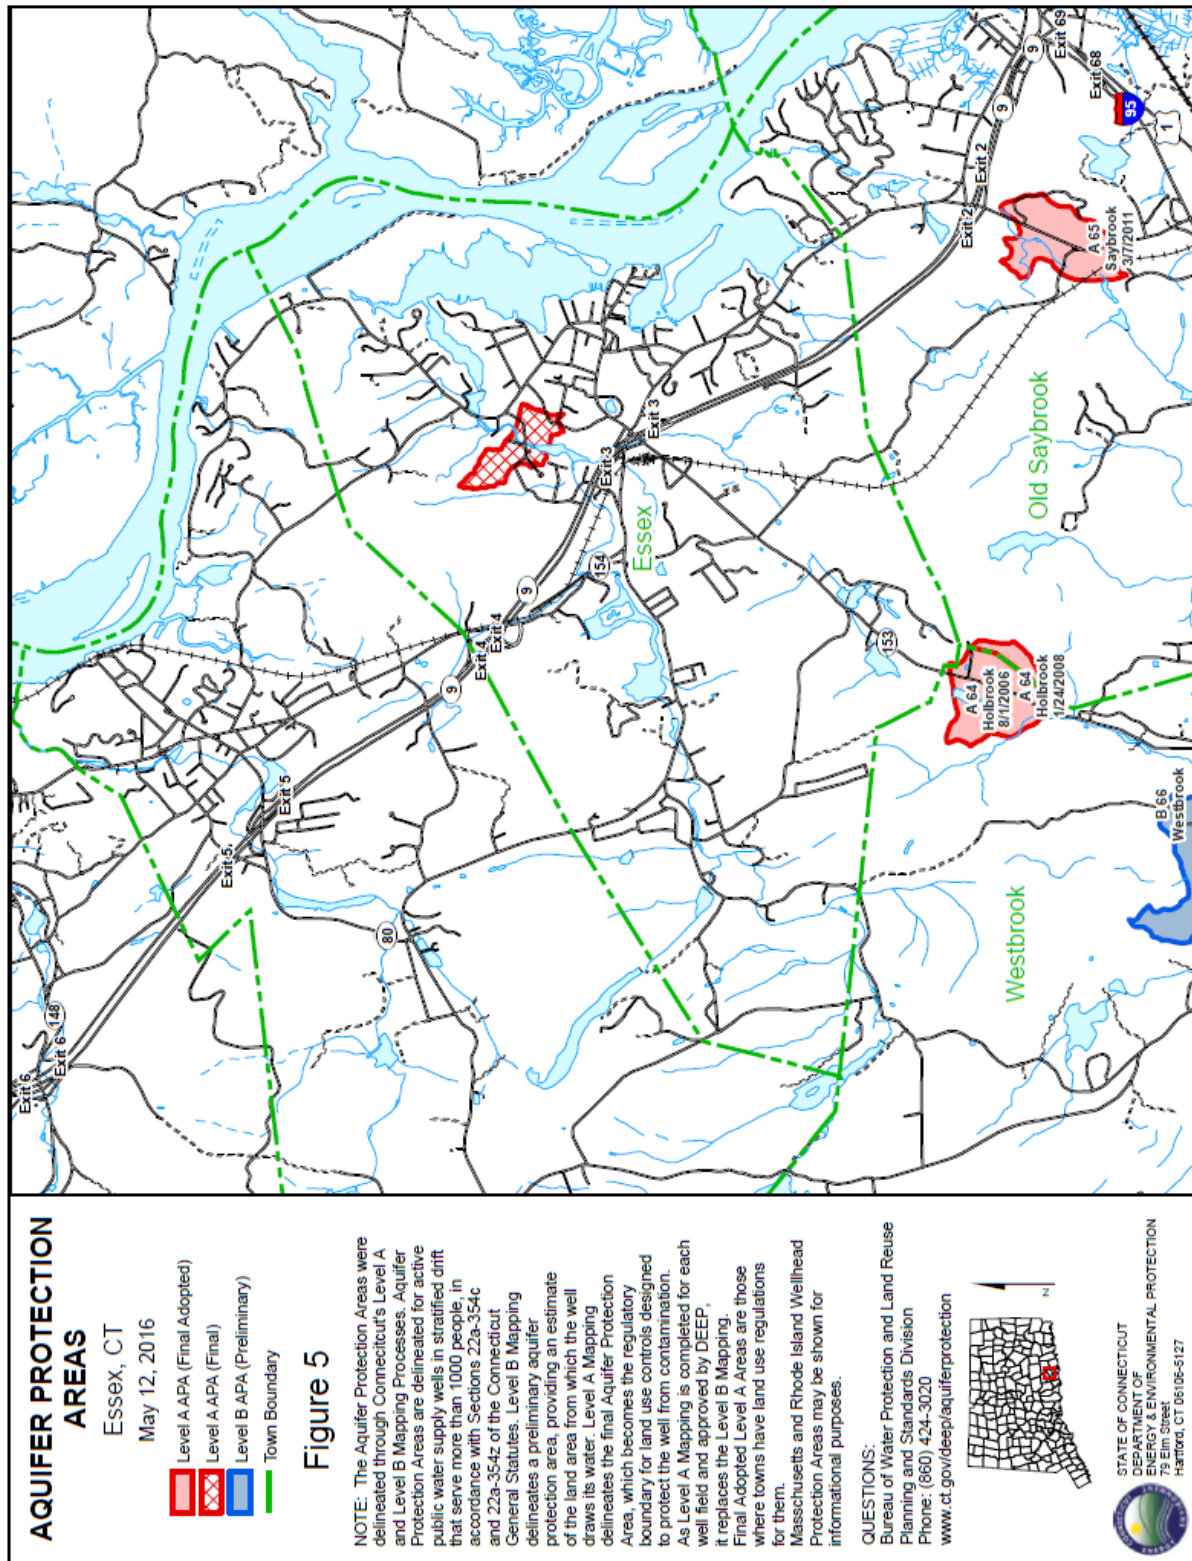 AQUIFER PROTECTION
AREAS
Essex, CT
May 12, 2016
Level A APA (Final Adopted)
Level A APA (Final)
Level B APA (Preliminary)
Town Boundary
Figure 5
NOTE: The Aquifer Protection Areas were
delineated through Connecitcut's Level A
and Level B Mapping Processes. Aquifer
Protection Areas are delineated for active
public water supply wells in stratified drift
that serve more than 1000 people, in
accordance with Sections 22a-354c
and 22a-354z of the Connecticut
General Statutes. Level B Mapping
delineates a preliminary aquifer
protection area, providing an estimate
of the land area from which the well
draws its water. Level A Mapping
delineates the final Aquifer Protection
Area, which becomes the regulatory
boundary for land use controls designed
to protect the well from contamination.
As Level A Mapping is completed for each
well field and approved by DEEP,
it replaces the Level B Mapping.
Final Adopted Level A Areas are those
where towns have land use regulations
for them.
Masschusetts and Rhode Island Wellhead
Protection Areas may be shown for
informational purposes.
QUESTIONS:
Bureau of Water Protection and Land Reuse
Planning and Standards Division
Phone: (860) 424-3020
www.ct.gov/deep/aquiferprotection
N
STATE OF CONNECTICUT
DEPARTMENT OF
ENERGY & ENVIRONMENTAL PROTECTION
79 Elm Street
Hartford, CT 06106-5127
Exit 6
Exit 6
148
80
Exit 5
Exit 5
9
Exit 4
Exit 4
9
154
Essex
Exit 3
Exit 3
153
Westbrook
B 66
Westbrook
A 64
Holbrook
8/1/2006
A 64
Holbrook
1/24/2008
Old Saybrook
A 65
Saybrook
3/7/2011
Exit 2
Exit 2
9
9
Exit 69
Exit 68
95
1